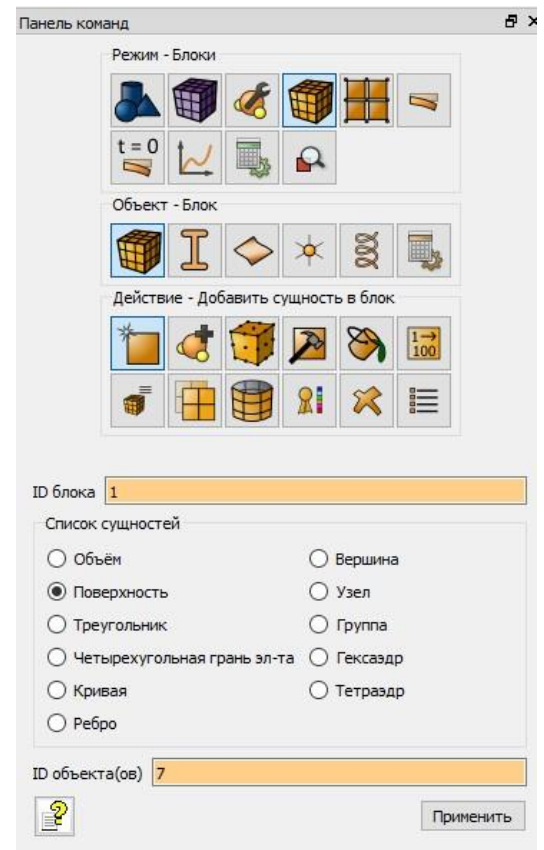 Панель команд
Режим - Блоки
t = 0
Объект - Блок
Действие - Добавить сущность в блок
1→
100
ID блока 1
Список сущностей
Объём Вершина
Поверхность Узел
Треугольник Группа
Четырехугольная грань эл-та Гексаэдр
Кривая Тетраэдр
Ребро
ID объекта(ов) 7
Применить